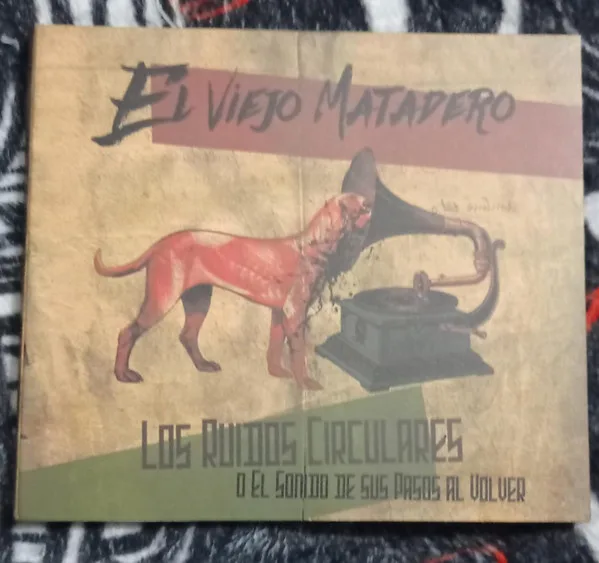 El Viejo Matadero
Los Ruidos Circulares
o El Sonido de sus Pasos al Volver